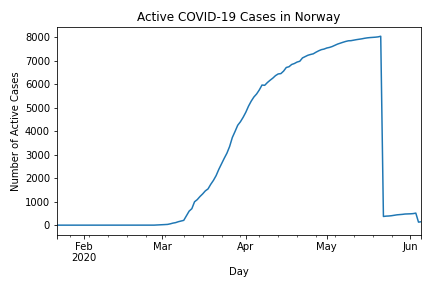 Active COVID-19 Cases in Norway
Number of Active Cases
8000
7000
6000
5000
4000
3000
2000
1000
0
Feb Mar Apr May Jun
2020
Day